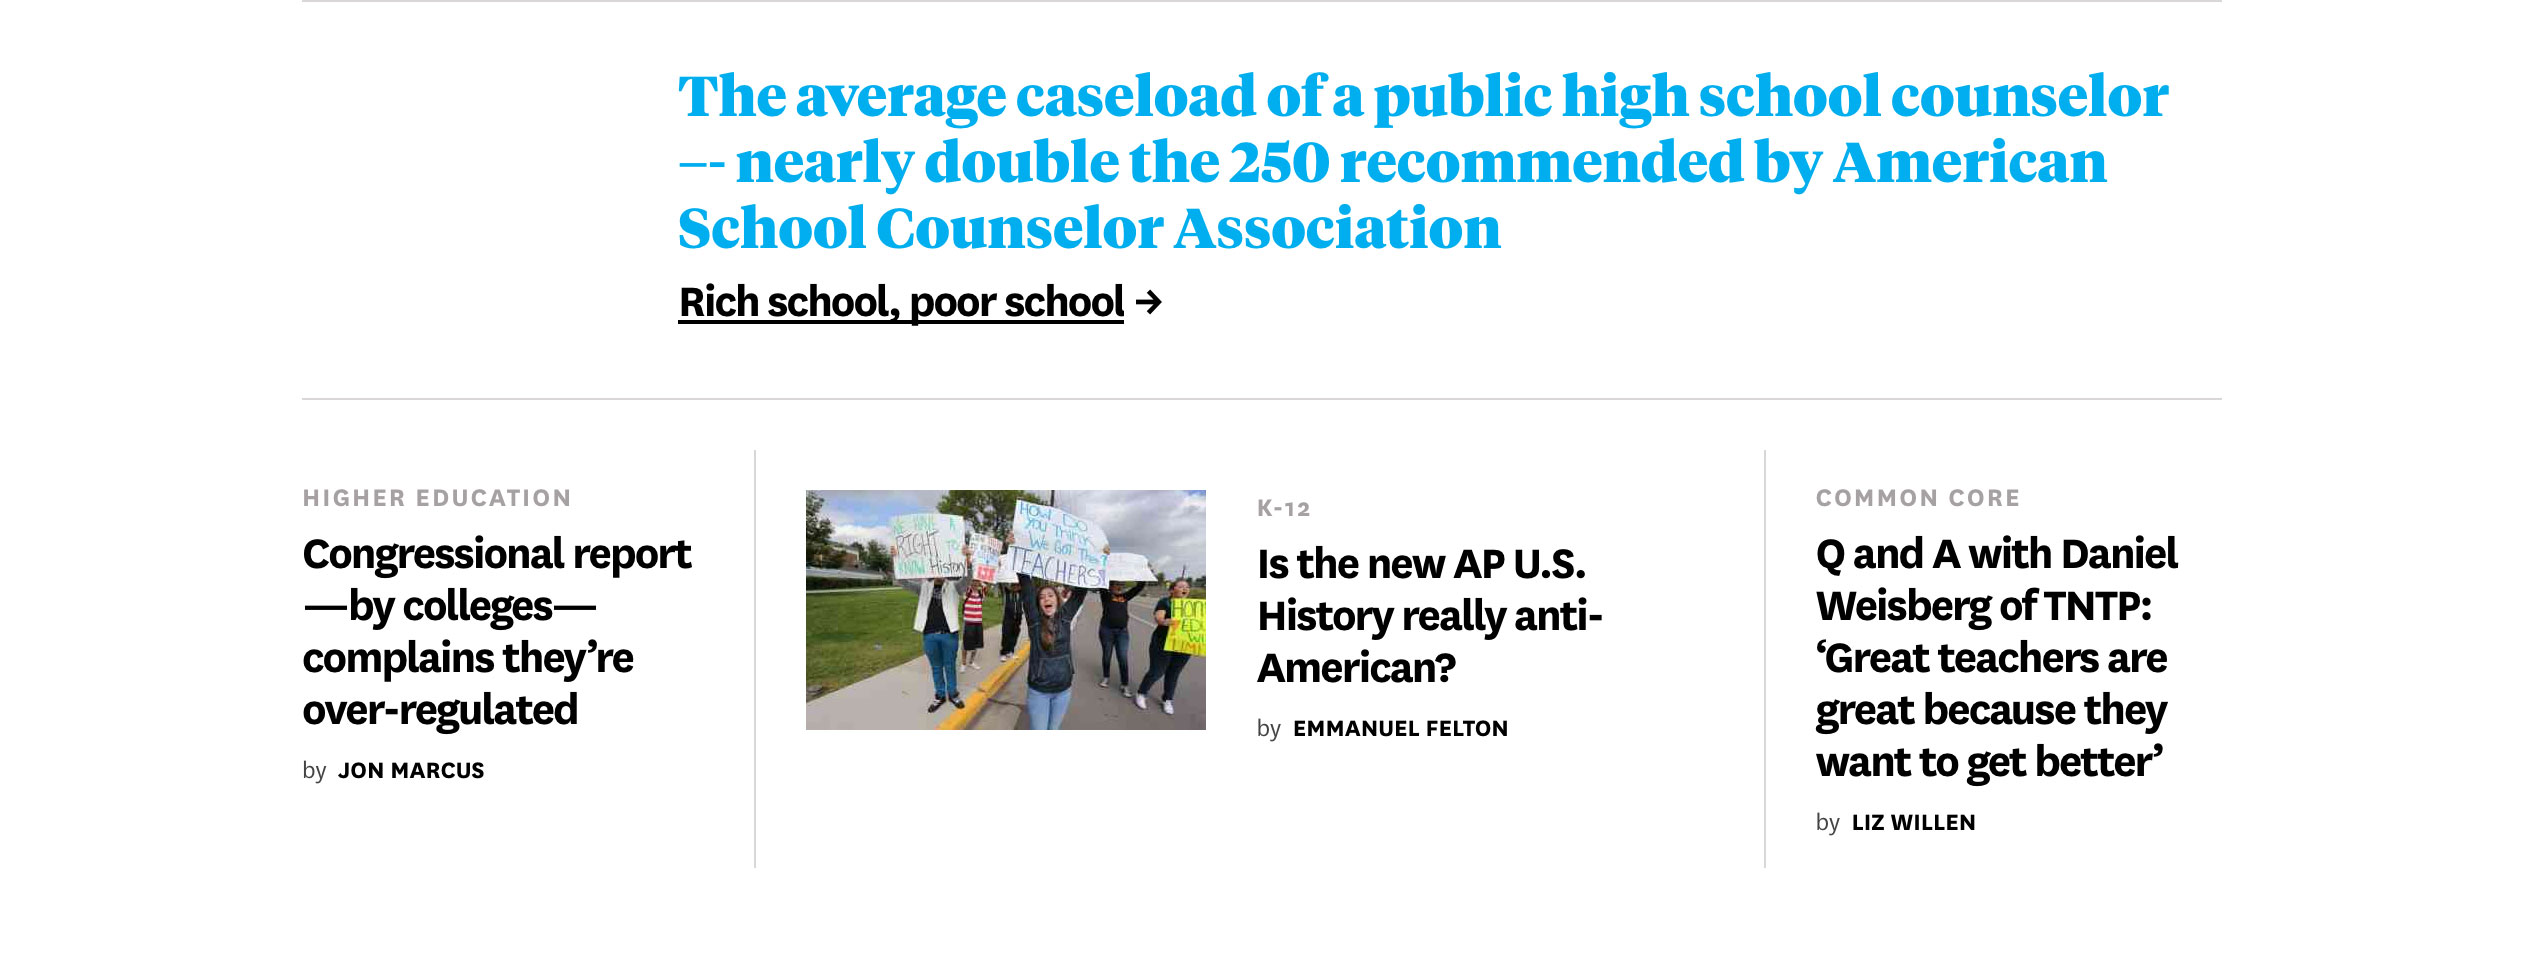 The average caseload of a public high school counselor
–- nearly double the 250 recommended by American
School Counselor Association
Rich school, poor school →
HIGHER EDUCATION
Congressional report
—by colleges—
complains they’re
over-regulated
by JON MARCUS
WE HAVE A
RIGHT TO
KNOW History
HOW DO
YOU THINK
WE GOT THE?
TEACHERS!
K-12
Is the new AP U.S.
History really anti-
American?
by EMMANUEL FELTON
COMMON CORE
Q and A with Daniel
Weisberg of TNTP:
‘Great teachers are
great because they
want to get better’
by LIZ WILLEN